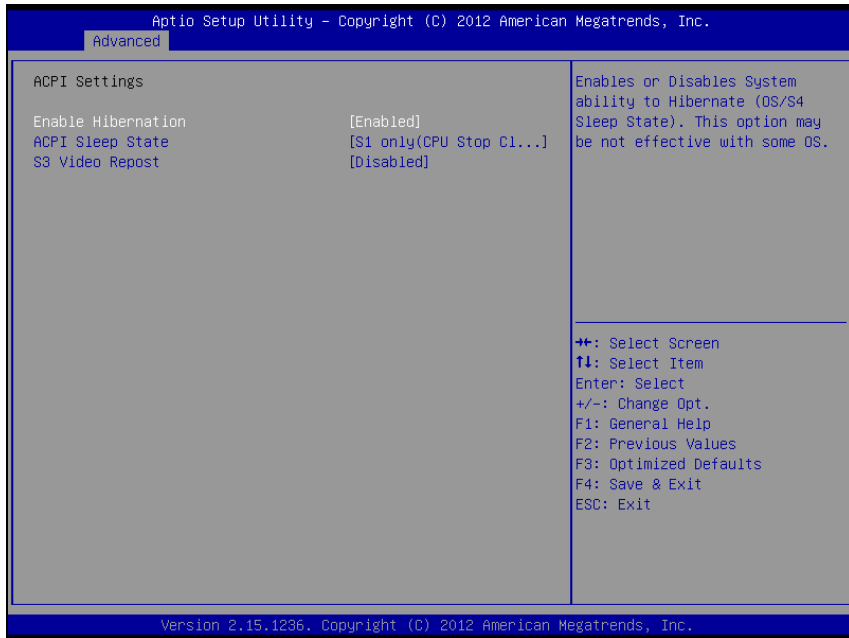 Aptio Setup Utility – Copyright (C) 2012 American Megatrends, Inc.
Advanced
ACPI Settings
Enable Hibernation [Enabled]
ACPI Sleep State [S1 only(CPU Stop Cl...]
S3 Video Repost [Disabled]
Enables or Disables System
ability to Hibernate (OS/S4
Sleep State). This option may
be not effective with some OS.
→←: Select Screen
↑↓: Select Item
Enter: Select
+/-: Change Opt.
F1: General Help
F2: Previous Values
F3: Optimized Defaults
F4: Save & Exit
ESC: Exit
Version 2.15.1236. Copyright (C) 2012 American Megatrends, Inc.